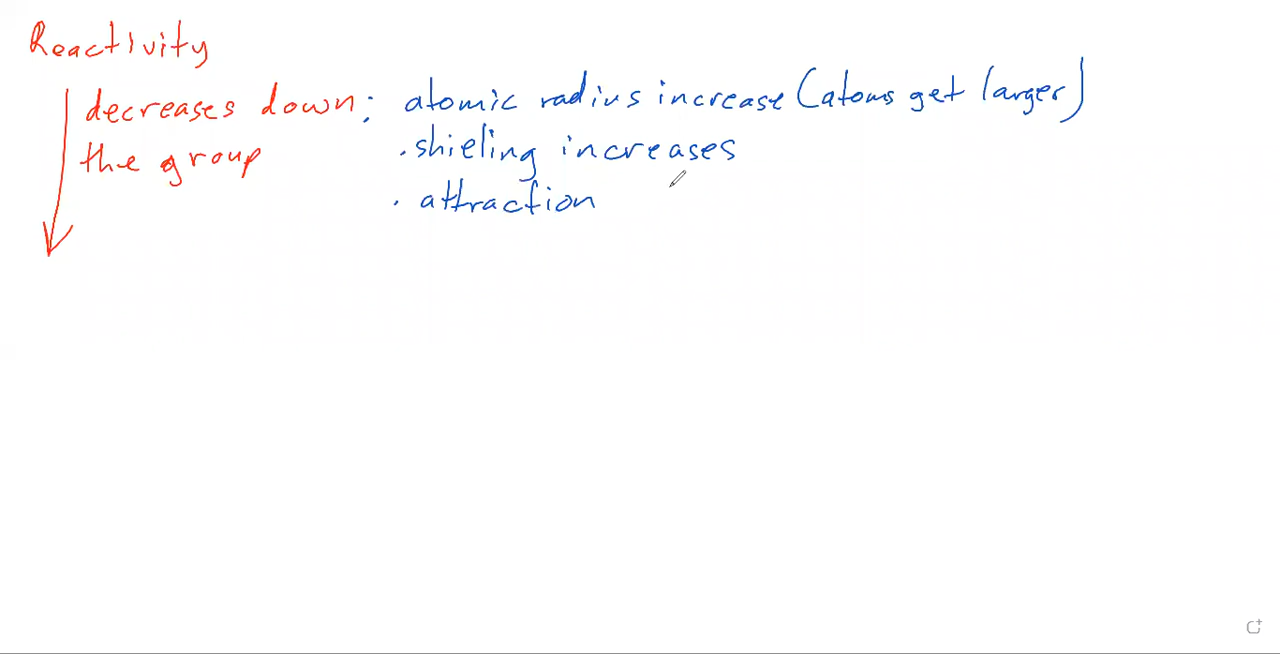 Reactivity
decreases down; atomic radius increase (atoms get larger)
the group . shieling increases
. attraction